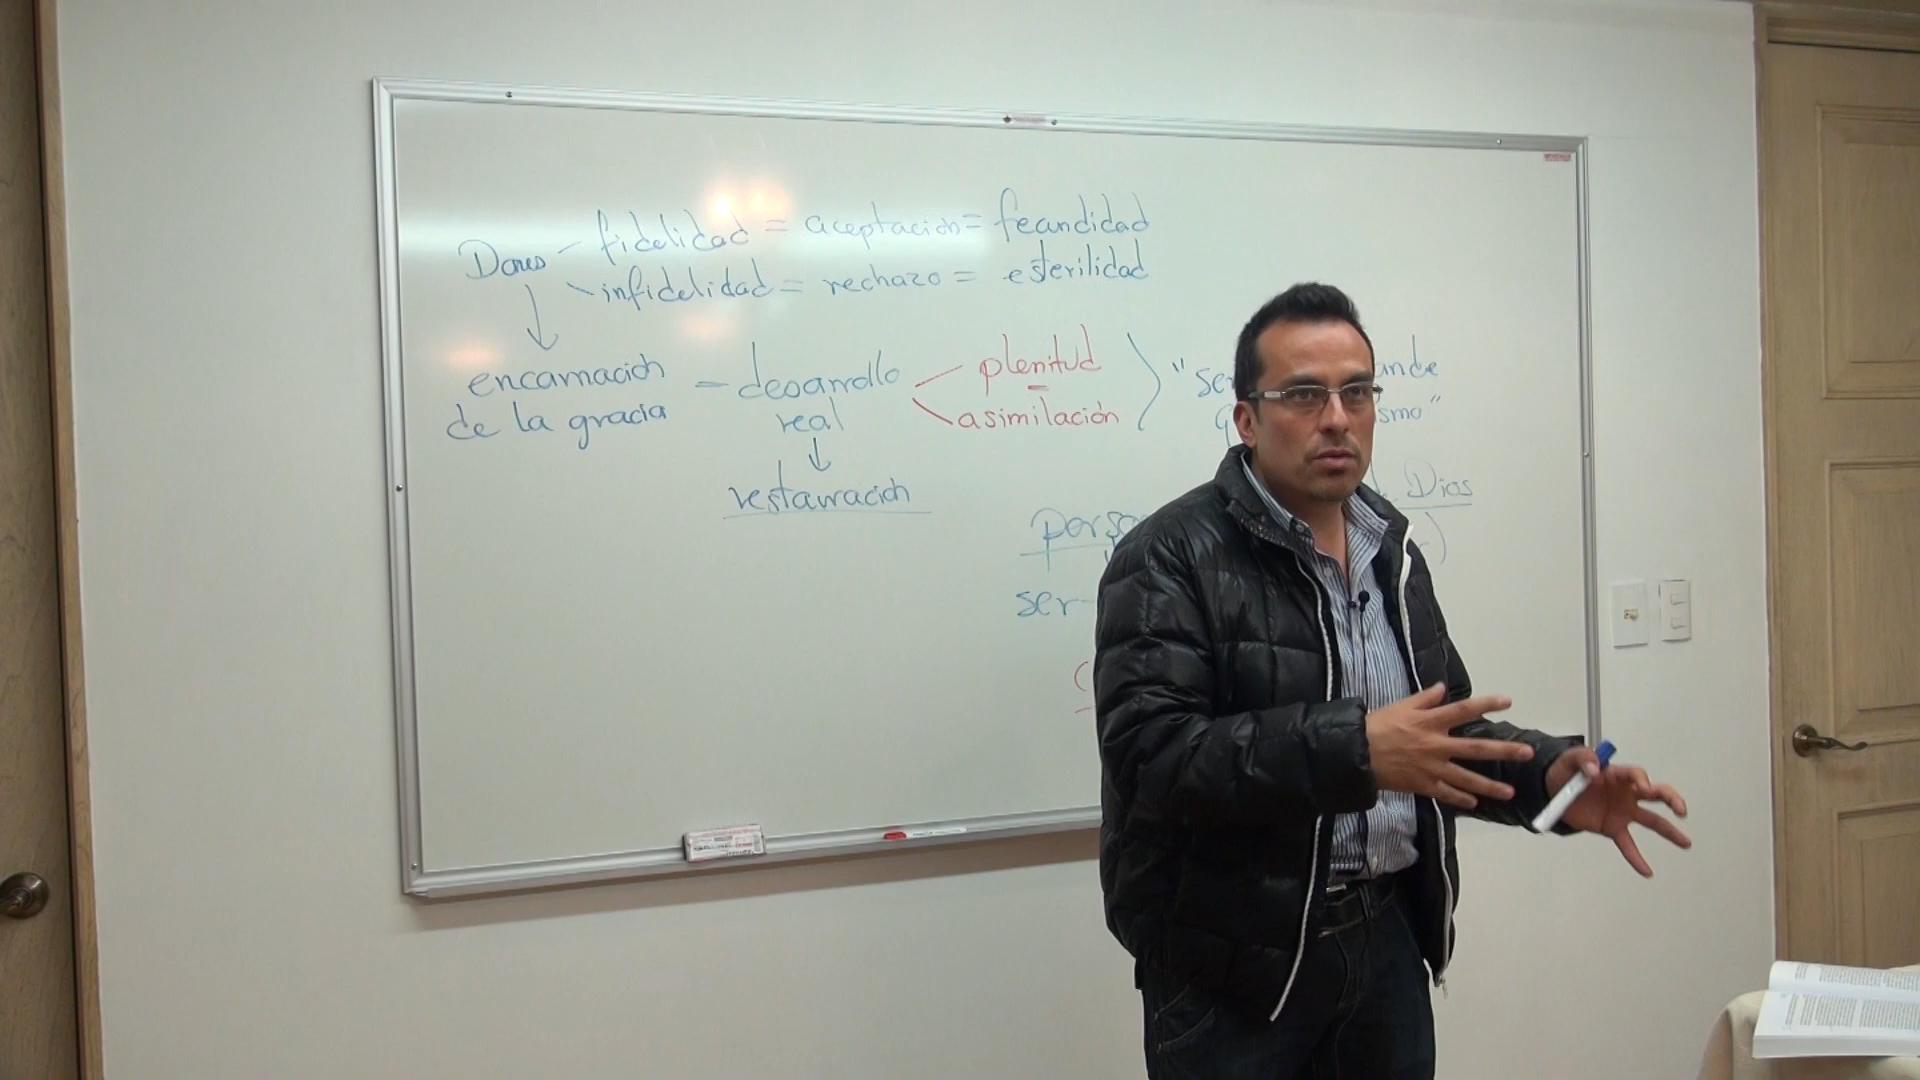 Dones – fidelidad = aceptación = fecundidad
infidelidad = rechazo = esterilidad
encarnación – desarrollo plenitud
de la gracia real asimilación
restauración
Dios
ser